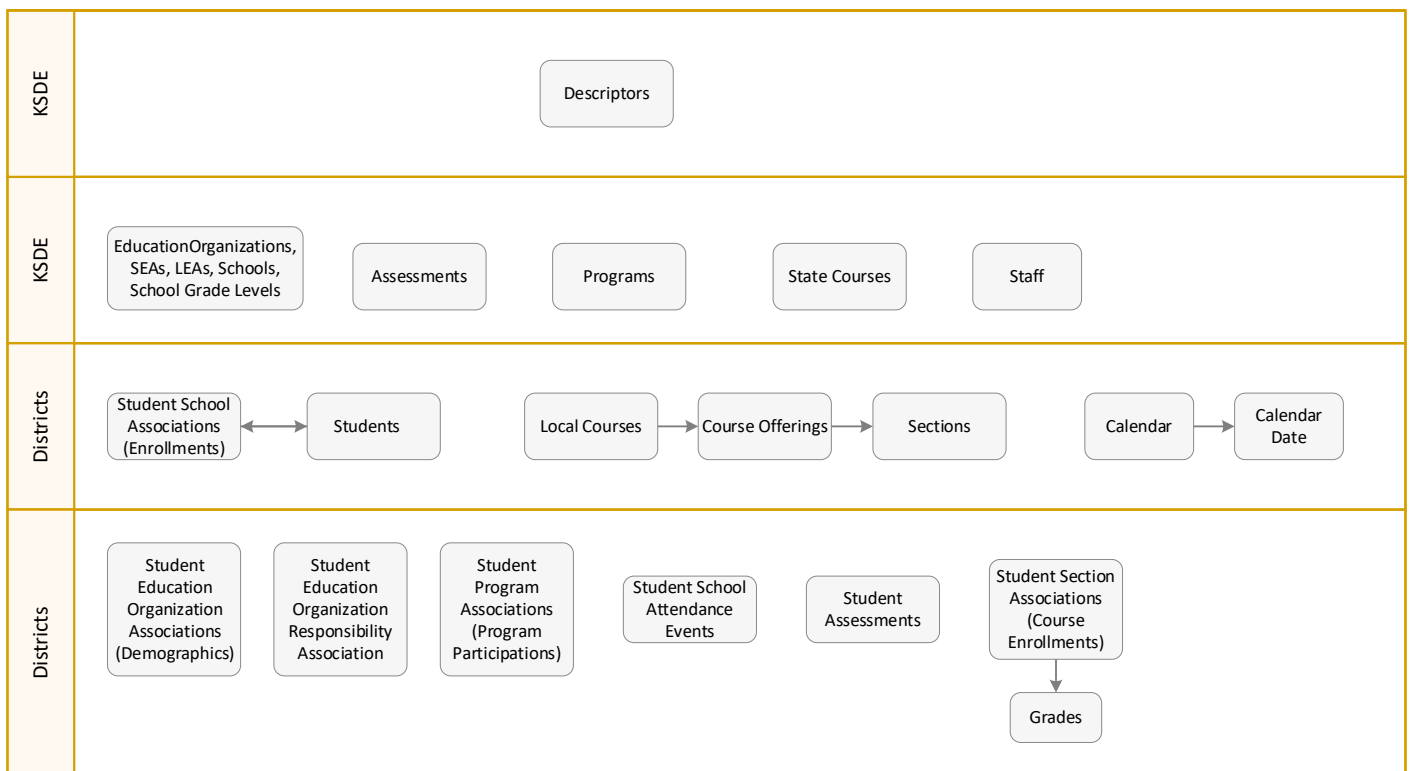 KSDE
Descriptors
KSDE
EducationOrganizations,
SEAs, LEAs, Schools,
School Grade Levels
Assessments
Programs
State Courses
Staff
Districts
Student School
Associations
(Enrollments)
Students
Local Courses
Course Offerings
Sections
Calendar
Calendar
Date
Districts
Student
Education
Organization
Associations
(Demographics)
Student
Education
Organization
Responsibility
Association
Student
Program
Associations
(Program
Participations)
Student School
Attendance
Events
Student
Assessments
Student Section
Associations
(Course
Enrollments)
Grades